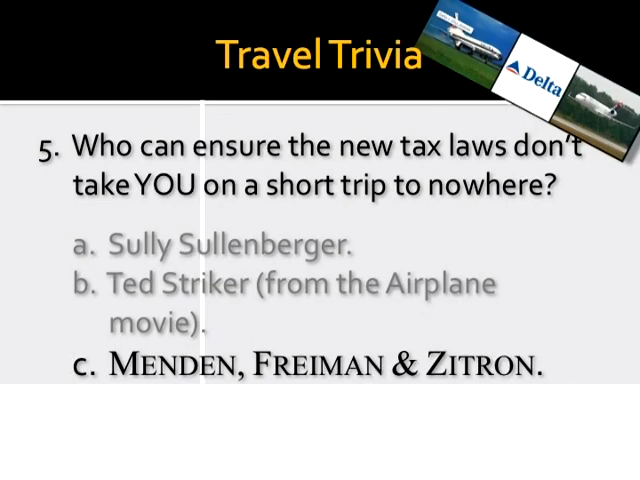 Travel Trivia
Delta
5. Who can ensure the new tax laws don't
take YOU on a short trip to nowhere?
a. Sully Sullenberger.
b. Ted Striker (from the Airplane
movie).
c. MENDEN, FREIMAN & ZITRON.